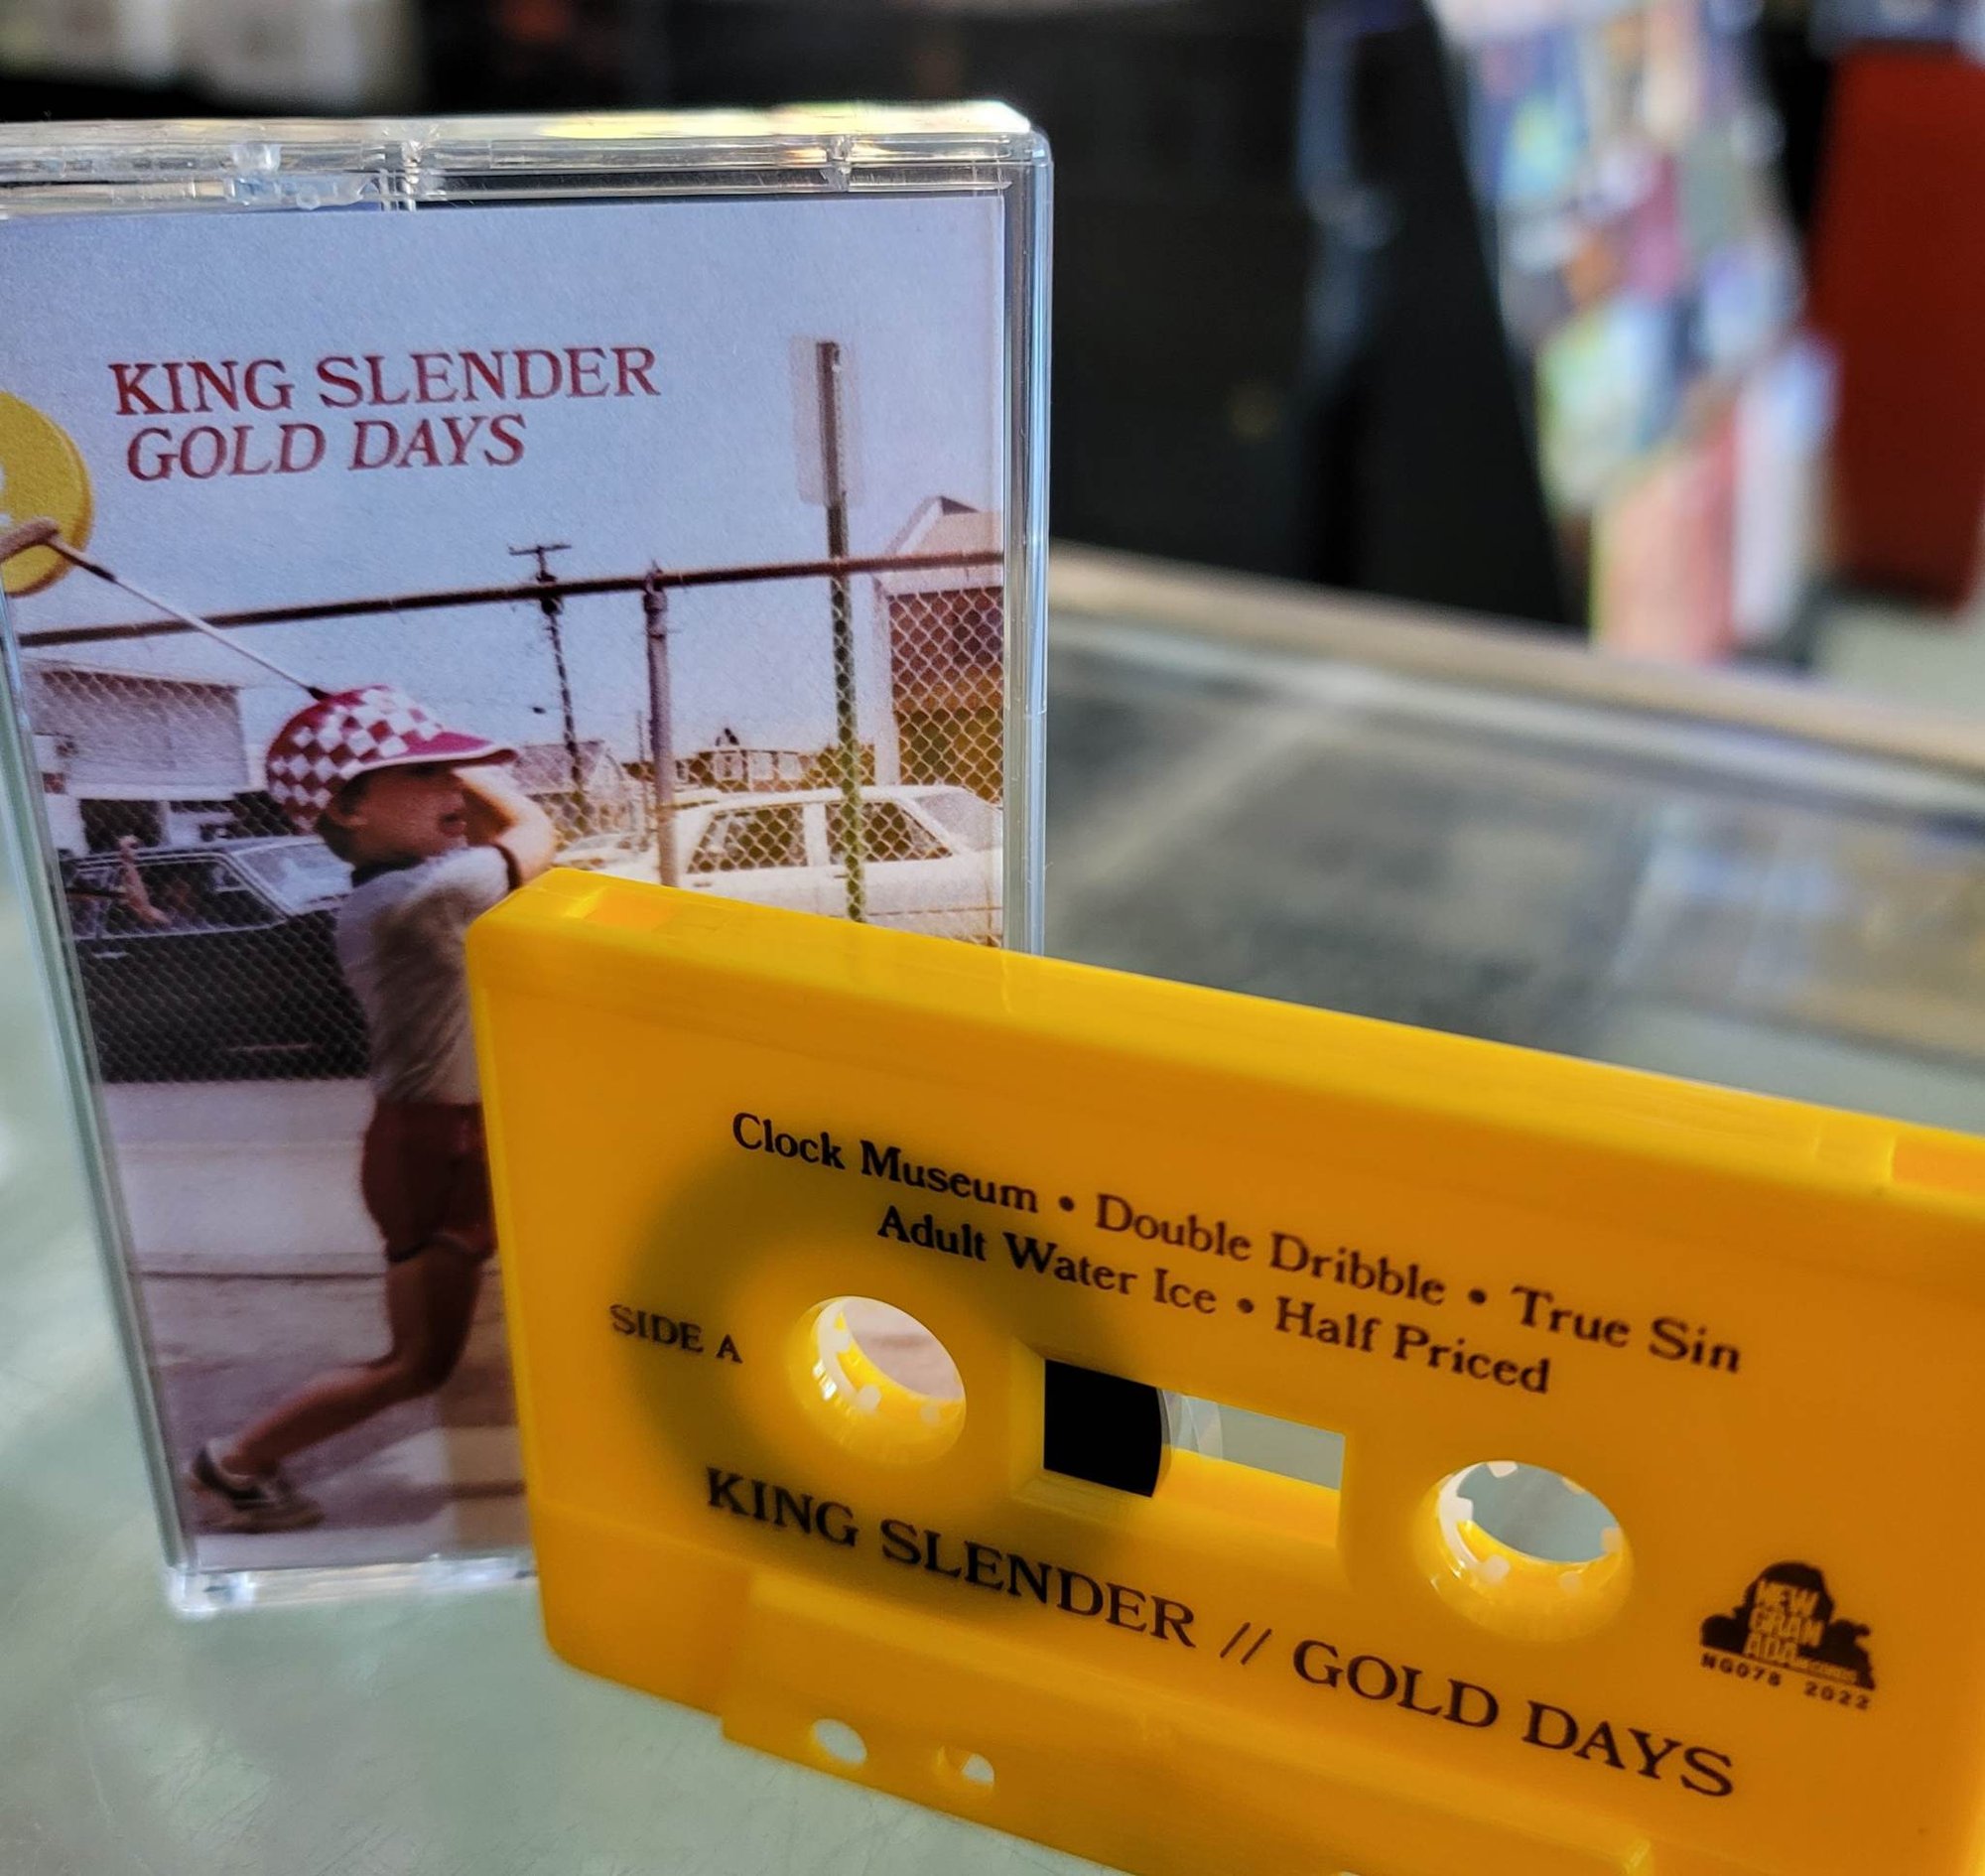 KING SLENDER
GOLD DAYS
Clock Museum • Double Dribble • True Sin
Adult Water Ice • Half Priced
SIDE A
KING SLENDER // GOLD DAYS
NEW
GRAN
ADA RECORDS
NG078 2022